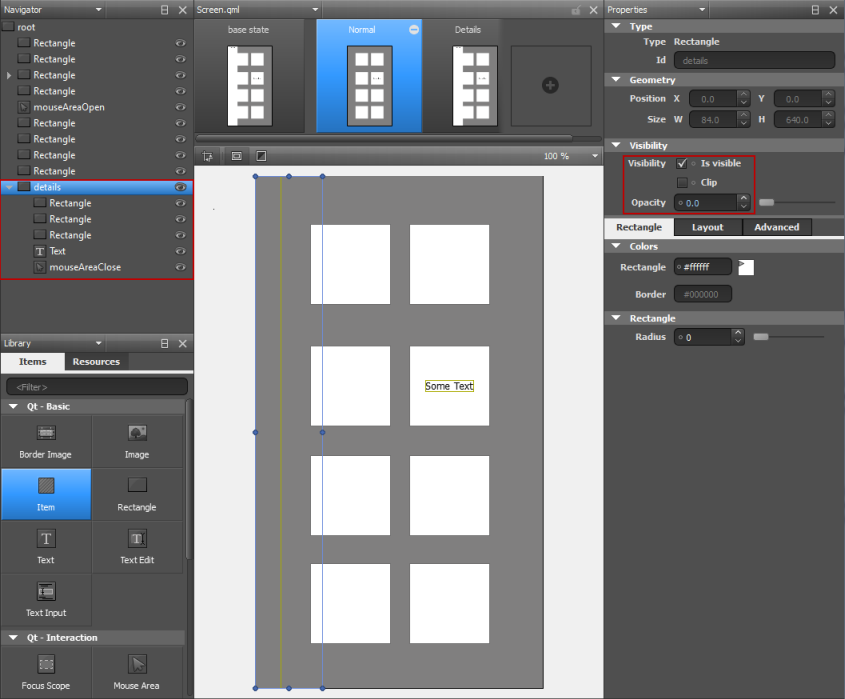 Navigator
root
Rectangle
Rectangle
Rectangle
Rectangle
mouseAreaOpen
Rectangle
Rectangle
Rectangle
Rectangle
details
Rectangle
Rectangle
Rectangle
T Text
mouseAreaClose
Library
Items Resources
<Filter>
Qt - Basic
Border Image Image
Item Rectangle
T TI
Text Text Edit
Text Input
Qt - Interaction
Focus Scope Mouse Area
Screen.qml
base state Normal Details
100 %
Some Text
Properties
Type
Type Rectangle
Id details
Geometry
Position X 0.0 Y 0.0
Size W 84.0 H 640.0
Visibility
Visibility Is visible
Clip
Opacity 0.0
Rectangle Layout Advanced
Colors
Rectangle #ffffff
Border #000000
Rectangle
Radius 0